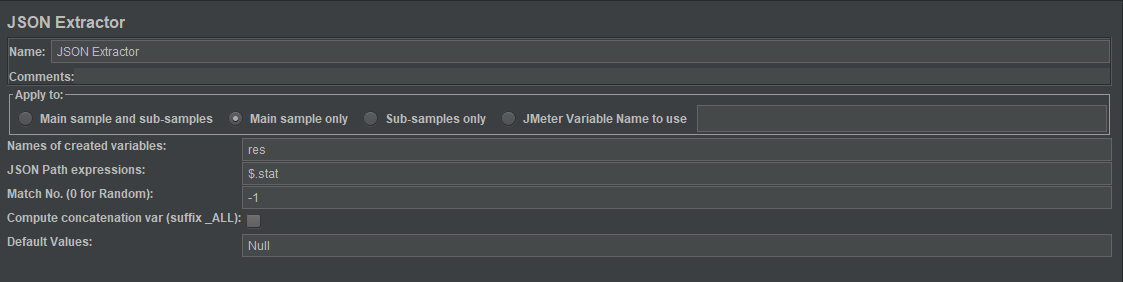 JSON Extractor
Name: JSON Extractor
Comments:
Apply to:
Main sample and sub-samples Main sample only Sub-samples only JMeter Variable Name to use
Names of created variables: res
JSON Path expressions: $.stat
Match No. (0 for Random): -1
Compute concatenation var (suffix _ALL):
Default Values: Null